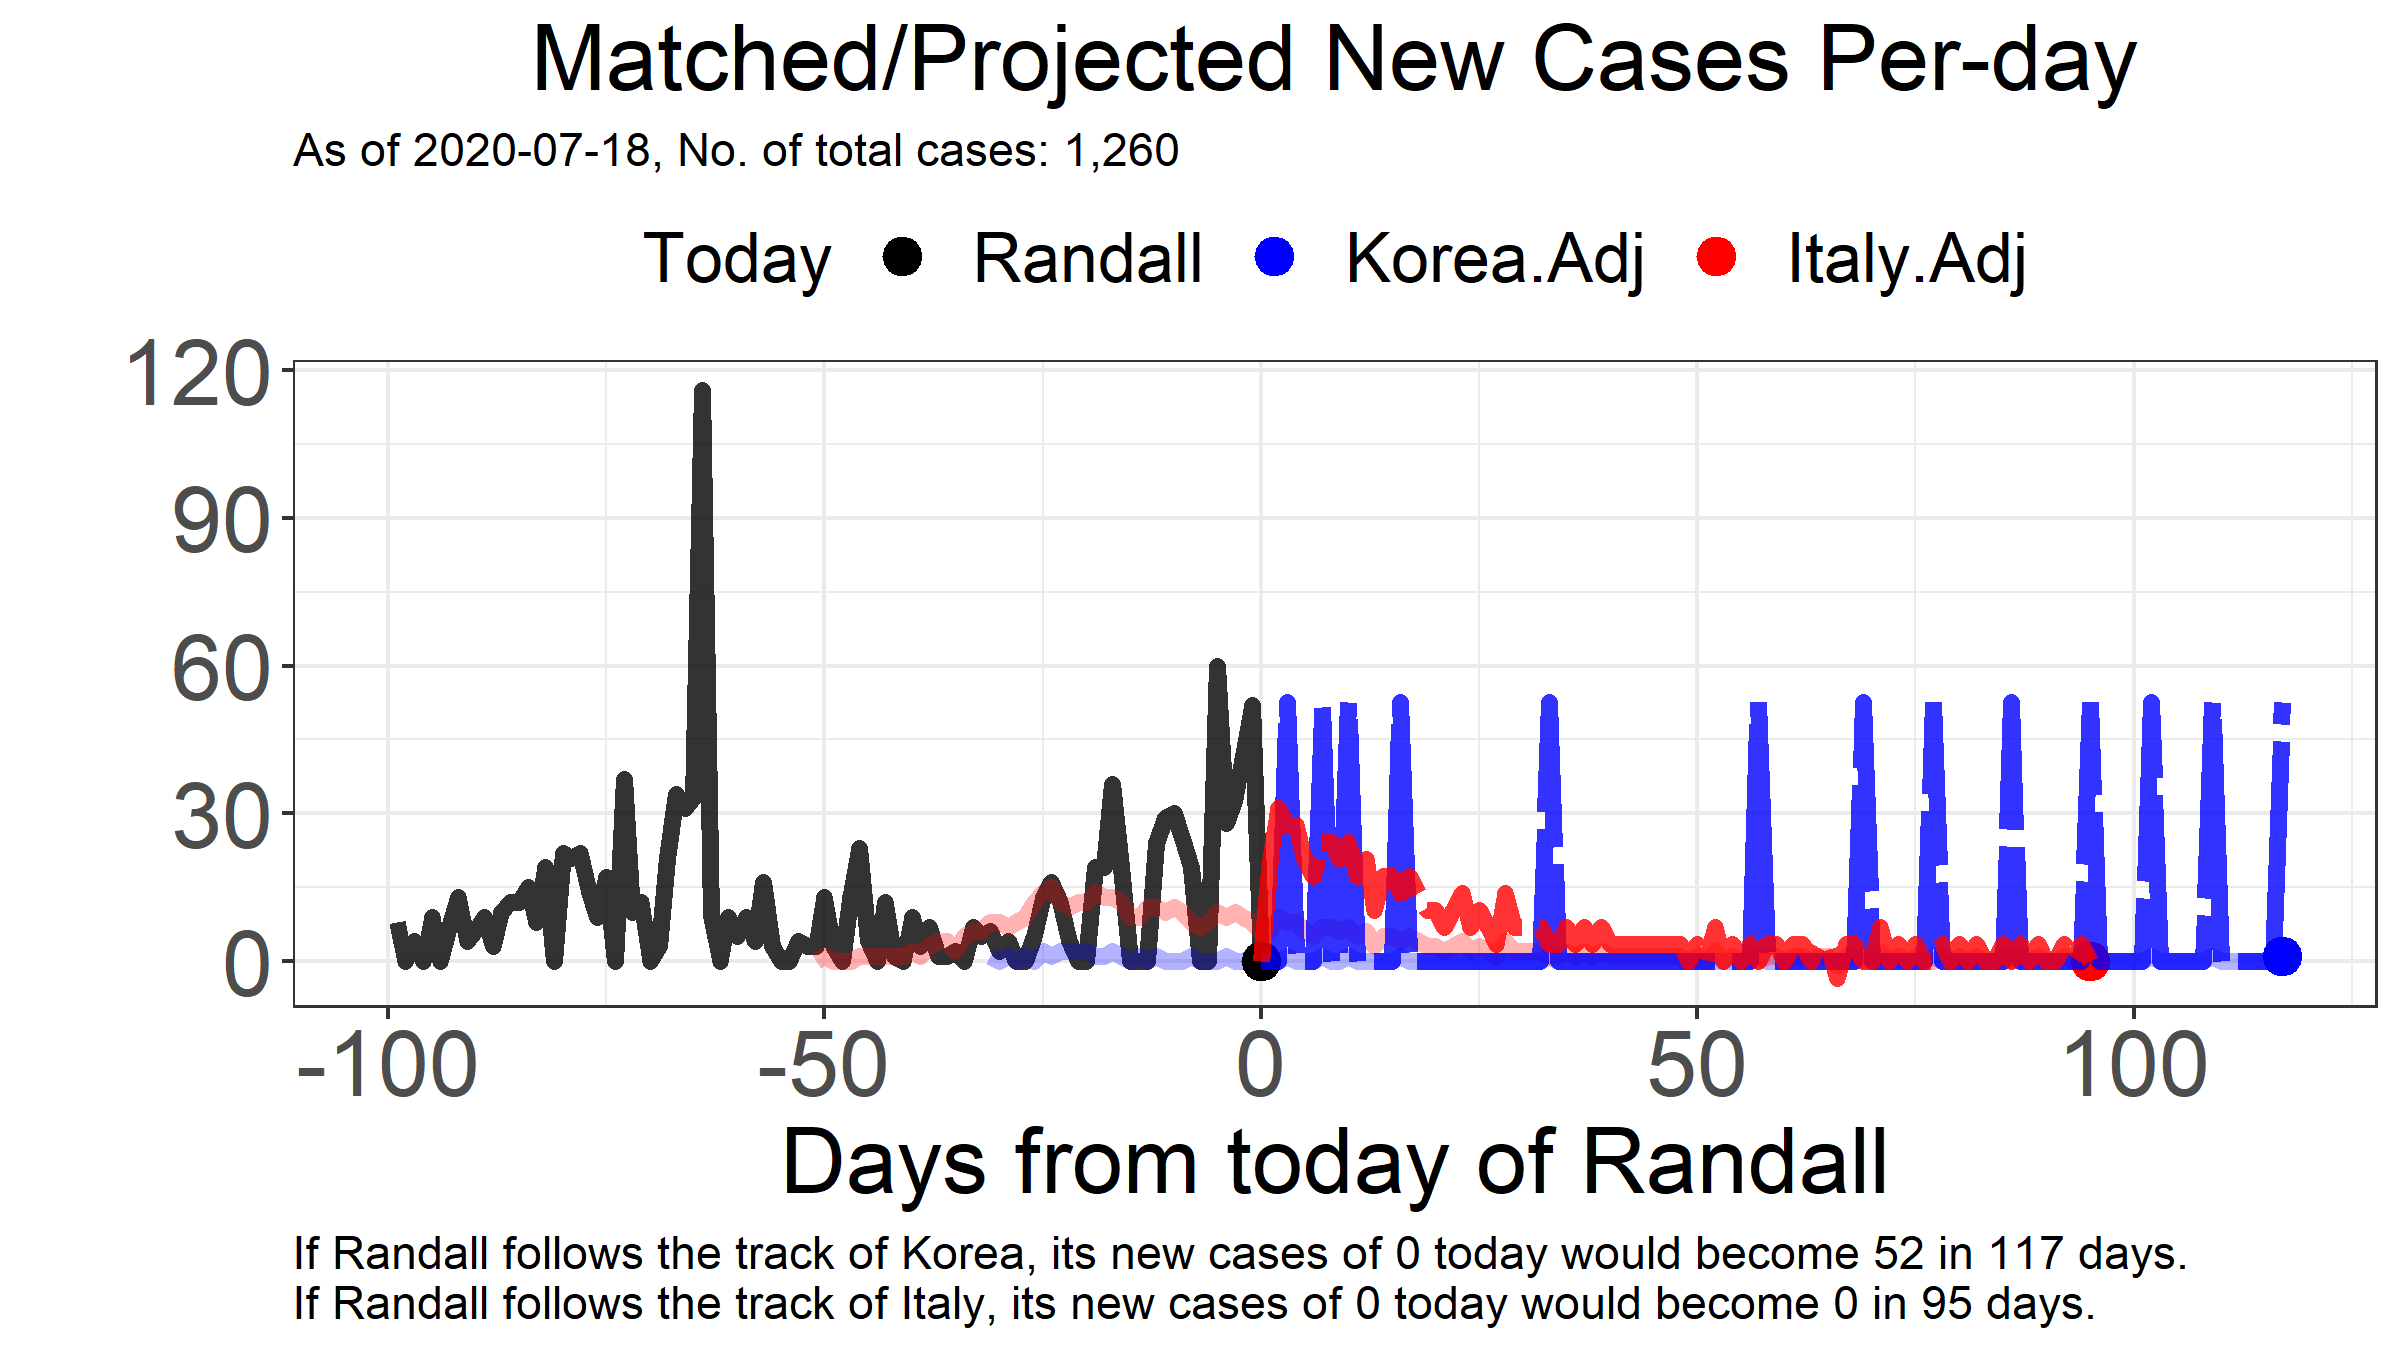 Matched/Projected New Cases Per-day
As of 2020-07-18, No. of total cases: 1,260
Today Randall Korea.Adj Italy.Adj
120
90
60
30
0
-100 -50 0 50 100
Days from today of Randall
If Randall follows the track of Korea, its new cases of 0 today would become 52 in 117 days.
If Randall follows the track of Italy, its new cases of 0 today would become 0 in 95 days.